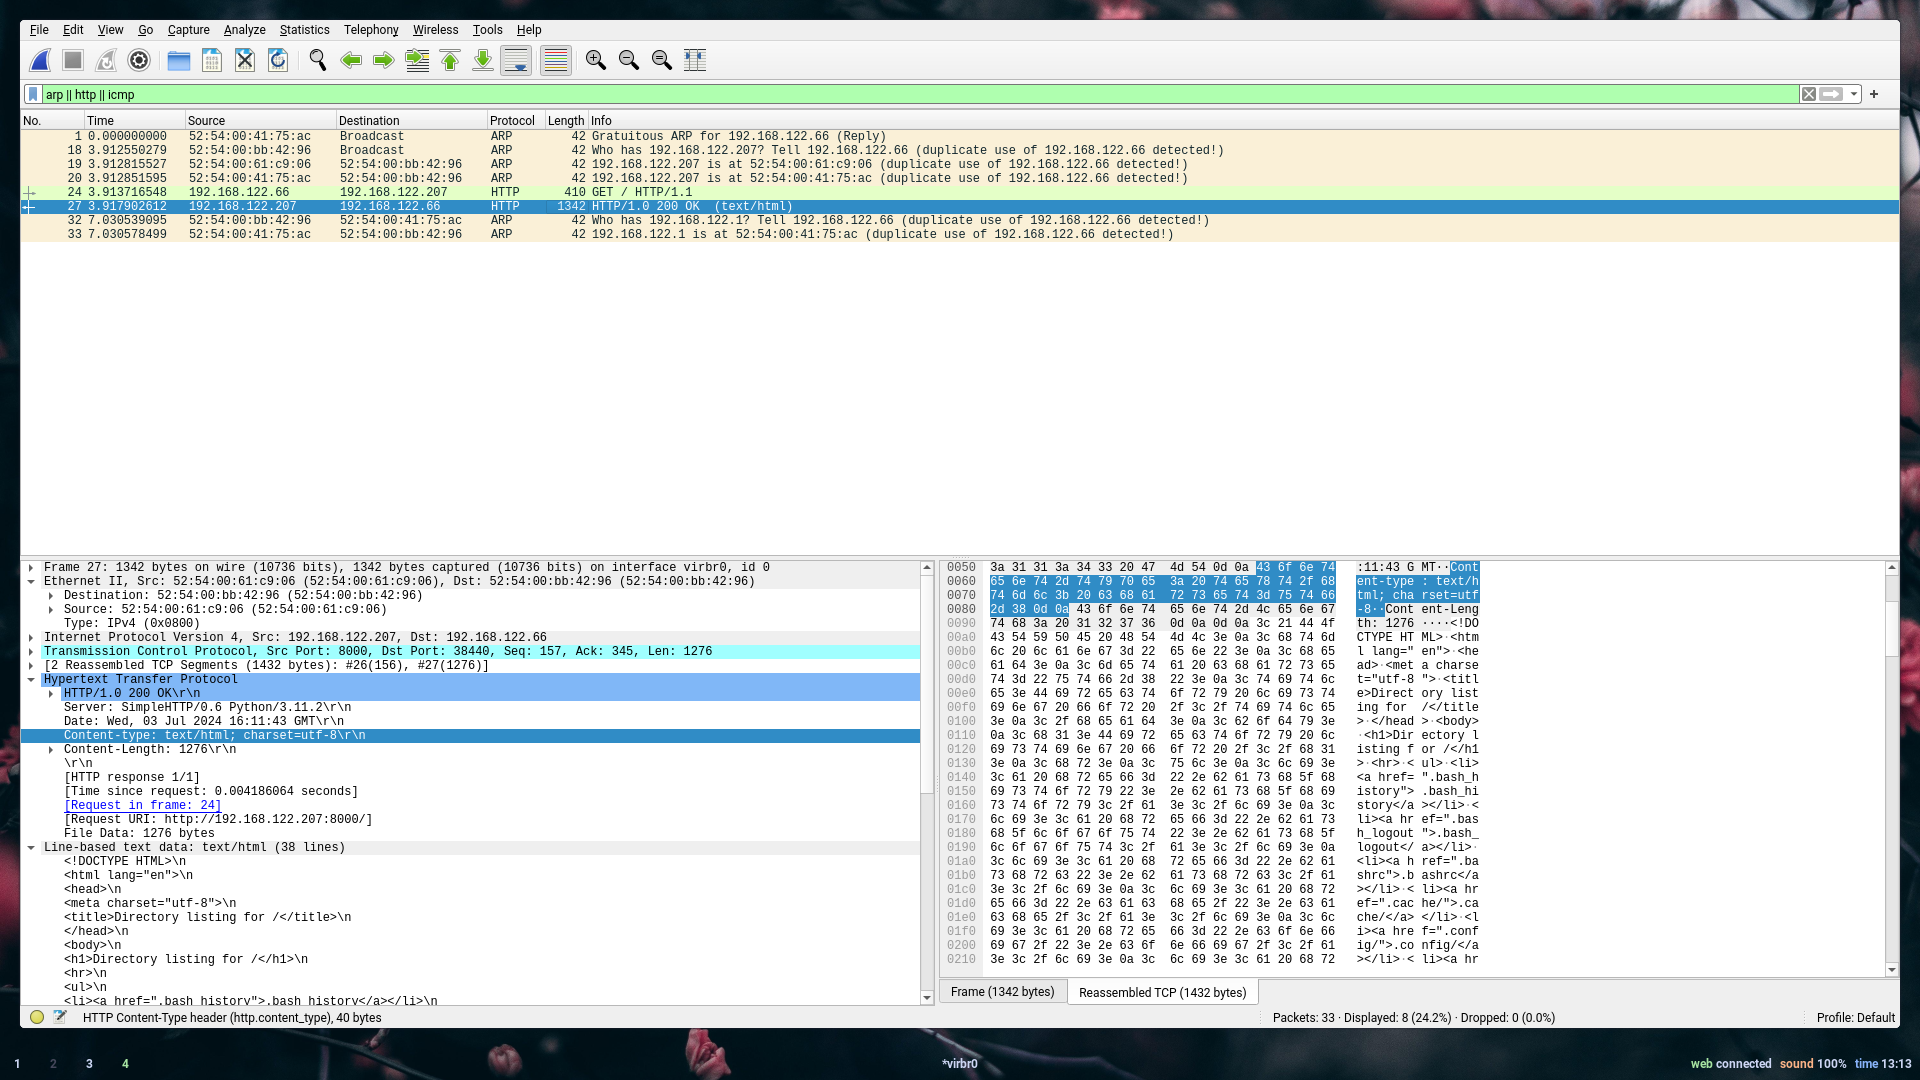 File Edit View Go Capture Analyze Statistics Telephony Wireless Tools Help
arp || http || icmp
No. Time Source Destination Protocol Length Info
1 0.000000000 52:54:00:41:75:ac Broadcast ARP 42 Gratuitous ARP for 192.168.122.66 (Reply)
18 3.912550279 52:54:00:bb:42:96 Broadcast ARP 42 Who has 192.168.122.207? Tell 192.168.122.66 (duplicate use of 192.168.122.66 detected!)
19 3.912815527 52:54:00:61:c9:06 52:54:00:bb:42:96 ARP 42 192.168.122.207 is at 52:54:00:61:c9:06 (duplicate use of 192.168.122.66 detected!)
20 3.912851595 52:54:00:41:75:ac 52:54:00:bb:42:96 ARP 42 192.168.122.207 is at 52:54:00:41:75:ac (duplicate use of 192.168.122.66 detected!)
24 3.913716548 192.168.122.66 192.168.122.207 HTTP 410 GET / HTTP/1.1
27 3.917902612 192.168.122.207 192.168.122.66 HTTP 1342 HTTP/1.0 200 OK (text/html)
32 7.030539095 52:54:00:bb:42:96 52:54:00:41:75:ac ARP 42 Who has 192.168.122.1? Tell 192.168.122.66 (duplicate use of 192.168.122.66 detected!)
33 7.030578499 52:54:00:41:75:ac 52:54:00:bb:42:96 ARP 42 192.168.122.1 is at 52:54:00:41:75:ac (duplicate use of 192.168.122.66 detected!)
Frame 27: 1342 bytes on wire (10736 bits), 1342 bytes captured (10736 bits) on interface virbr0, id 0
Ethernet II, Src: 52:54:00:61:c9:06 (52:54:00:61:c9:06), Dst: 52:54:00:bb:42:96 (52:54:00:bb:42:96)
Destination: 52:54:00:bb:42:96 (52:54:00:bb:42:96)
Source: 52:54:00:61:c9:06 (52:54:00:61:c9:06)
Type: IPv4 (0x0800)
Internet Protocol Version 4, Src: 192.168.122.207, Dst: 192.168.122.66
Transmission Control Protocol, Src Port: 8000, Dst Port: 38440, Seq: 157, Ack: 345, Len: 1276
[2 Reassembled TCP Segments (1432 bytes): #26(156), #27(1276)]
Hypertext Transfer Protocol
HTTP/1.0 200 OK\r\n
Server: SimpleHTTP/0.6 Python/3.11.2\r\n
Date: Wed, 03 Jul 2024 16:11:43 GMT\r\n
Content-type: text/html; charset=utf-8\r\n
Content-Length: 1276\r\n
\r\n
[HTTP response 1/1]
[Time since request: 0.004186064 seconds]
[Request in frame: 24]
[Request URI: http://192.168.122.207:8000/]
File Data: 1276 bytes
Line-based text data: text/html (38 lines)
<!DOCTYPE HTML>\n
<html lang="en">\n
<head>\n
<meta charset="utf-8">\n
<title>Directory listing for /</title>\n
</head>\n
<body>\n
<h1>Directory listing for /</h1>\n
<hr>\n
<ul>\n
<li><a href=".bash_history">.bash_history</a></li>\n
0050 3a 31 31 3a 34 33 20 47 4d 54 0d 0a 43 6f 6e 74 :11:43 G MT··Cont
0060 65 6e 74 2d 74 79 70 65 3a 20 74 65 78 74 2f 68 ent-type : text/h
0070 74 6d 6c 3b 20 63 68 61 72 73 65 74 3d 75 74 66 tml; cha rset=utf
0080 2d 38 0d 0a 43 6f 6e 74 65 6e 74 2d 4c 65 6e 67 -8··Cont ent-Leng
0090 74 68 3a 20 31 32 37 36 0d 0a 0d 0a 3c 21 44 4f th: 1276 ····<!DO
00a0 43 54 59 50 45 20 48 54 4d 4c 3e 0a 3c 68 74 6d CTYPE HT ML>·<htm
00b0 6c 20 6c 61 6e 67 3d 22 65 6e 22 3e 0a 3c 68 65 l lang=" en">·<he
00c0 61 64 3e 0a 3c 6d 65 74 61 20 63 68 61 72 73 65 ad>·<met a charse
00d0 74 3d 22 75 74 66 2d 38 22 3e 0a 3c 74 69 74 6c t="utf-8 ">·<titl
00e0 65 3e 44 69 72 65 63 74 6f 72 79 20 6c 69 73 74 e>Direct ory list
00f0 69 6e 67 20 66 6f 72 20 2f 3c 2f 74 69 74 6c 65 ing for /</title
0100 3e 0a 3c 2f 68 65 61 64 3e 0a 3c 62 6f 64 79 3e >·</head >·<body>
0110 0a 3c 68 31 3e 44 69 72 65 63 74 6f 72 79 20 6c ·<h1>Dir ectory l
0120 69 73 74 69 6e 67 20 66 6f 72 20 2f 3c 2f 68 31 isting f or /</h1
0130 3e 0a 3c 68 72 3e 0a 3c 75 6c 3e 0a 3c 6c 69 3e >·<hr>·< ul>·<li>
0140 3c 61 20 68 72 65 66 3d 22 2e 62 61 73 68 5f 68 <a href= ".bash_h
0150 69 73 74 6f 72 79 22 3e 2e 62 61 73 68 5f 68 69 istory"> .bash_hi
0160 73 74 6f 72 79 3c 2f 61 3e 3c 2f 6c 69 3e 0a 3c story</a ></li>·<
0170 6c 69 3e 3c 61 20 68 72 65 66 3d 22 2e 62 61 73 li><a hr ef=".bas
0180 68 5f 6c 6f 67 6f 75 74 22 3e 2e 62 61 73 68 5f h_logout ">.bash_
0190 6c 6f 67 6f 75 74 3c 2f 61 3e 3c 2f 6c 69 3e 0a logout</ a></li>·
01a0 3c 6c 69 3e 3c 61 20 68 72 65 66 3d 22 2e 62 61 <li><a h ref=".ba
01b0 73 68 72 63 22 3e 2e 62 61 73 68 72 63 3c 2f 61 shrc">.b ashrc</a
01c0 3e 3c 2f 6c 69 3e 0a 3c 6c 69 3e 3c 61 20 68 72 ></li>·< li><a hr
01d0 65 66 3d 22 2e 63 61 63 68 65 2f 22 3e 2e 63 61 ef=".cac he/">.ca
01e0 63 68 65 2f 3c 2f 61 3e 3c 2f 6c 69 3e 0a 3c 6c che/</a> </li>·<l
01f0 69 3e 3c 61 20 68 72 65 66 3d 22 2e 63 6f 6e 66 i><a hre f=".conf
0200 69 67 2f 22 3e 2e 63 6f 6e 66 69 67 2f 3c 2f 61 ig/">.co nfig/</a
0210 3e 3c 2f 6c 69 3e 0a 3c 6c 69 3e 3c 61 20 68 72 ></li>·< li><a hr
Frame (1342 bytes) Reassembled TCP (1432 bytes)
HTTP Content-Type header (http.content_type), 40 bytes Packets: 33 · Displayed: 8 (24.2%) · Dropped: 0 (0.0%) Profile: Default
1 2 3 4 *virbr0 web connected sound 100% time 13:13